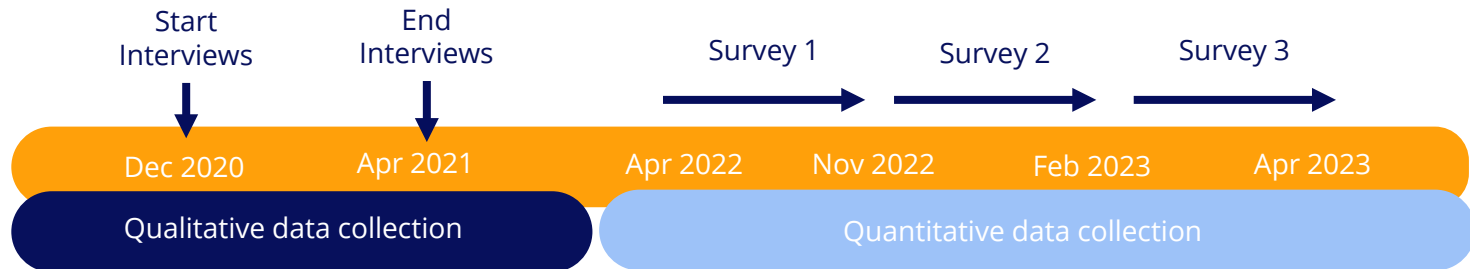 Start
Interviews
End
Interviews
Survey 1
Survey 2
Survey 3
Dec 2020
Apr 2021
Apr 2022
Nov 2022
Feb 2023
Apr 2023
Qualitative data collection
Quantitative data collection